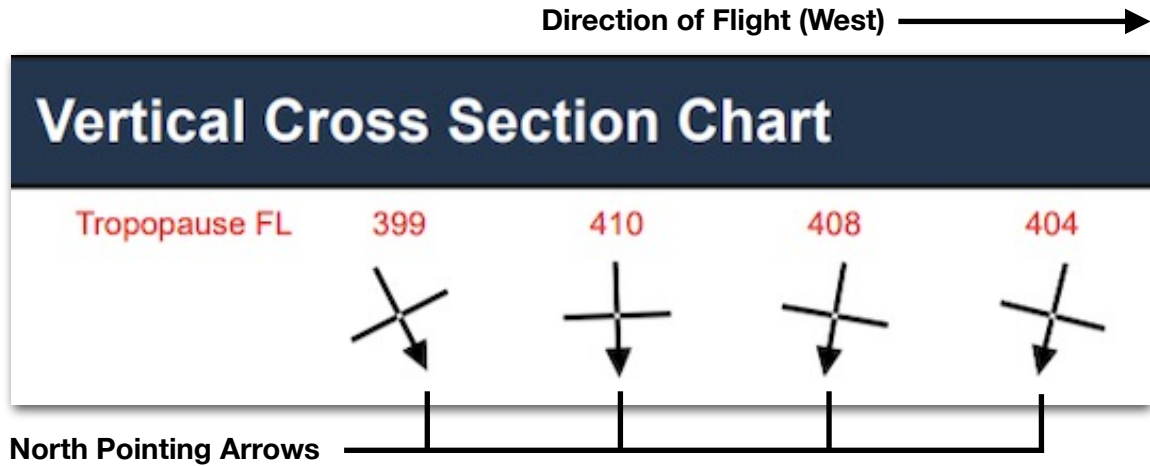 Direction of Flight (West)
Vertical Cross Section Chart
Tropopause FL 399 410 408 404
North Pointing Arrows